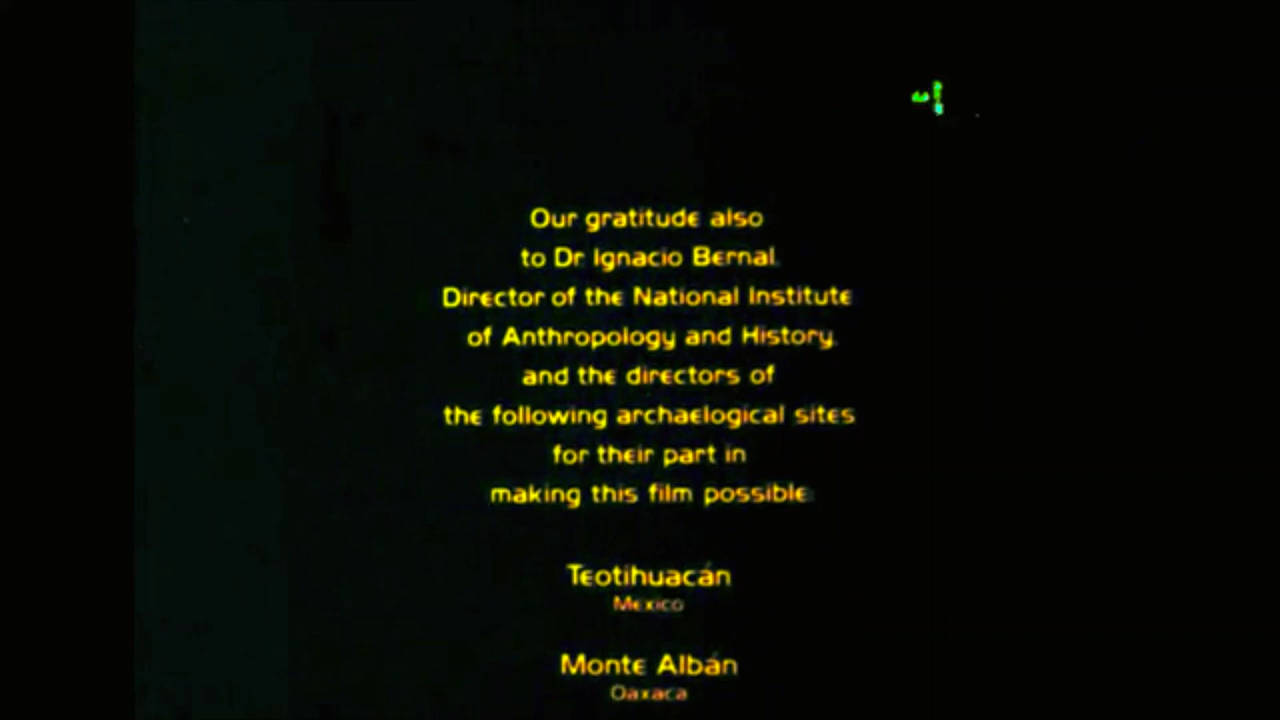 Our gratitude also
to Dr. Ignacio Bernal,
Director of the National Institute
of Anthropology and History,
and the directors of
the following archaelogical sites
for their part in
making this film possible:
Teotihuacán
Mexico
Monte Albán
Oaxaca